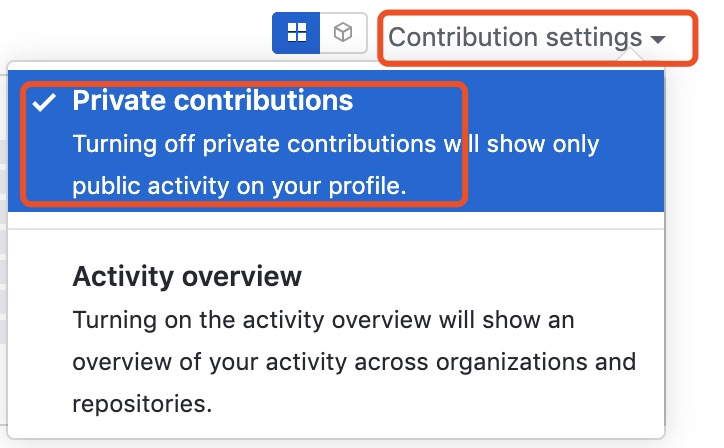 Contribution settings
Private contributions
Turning off private contributions will show only
public activity on your profile.
Activity overview
Turning on the activity overview will show an
overview of your activity across organizations and
repositories.